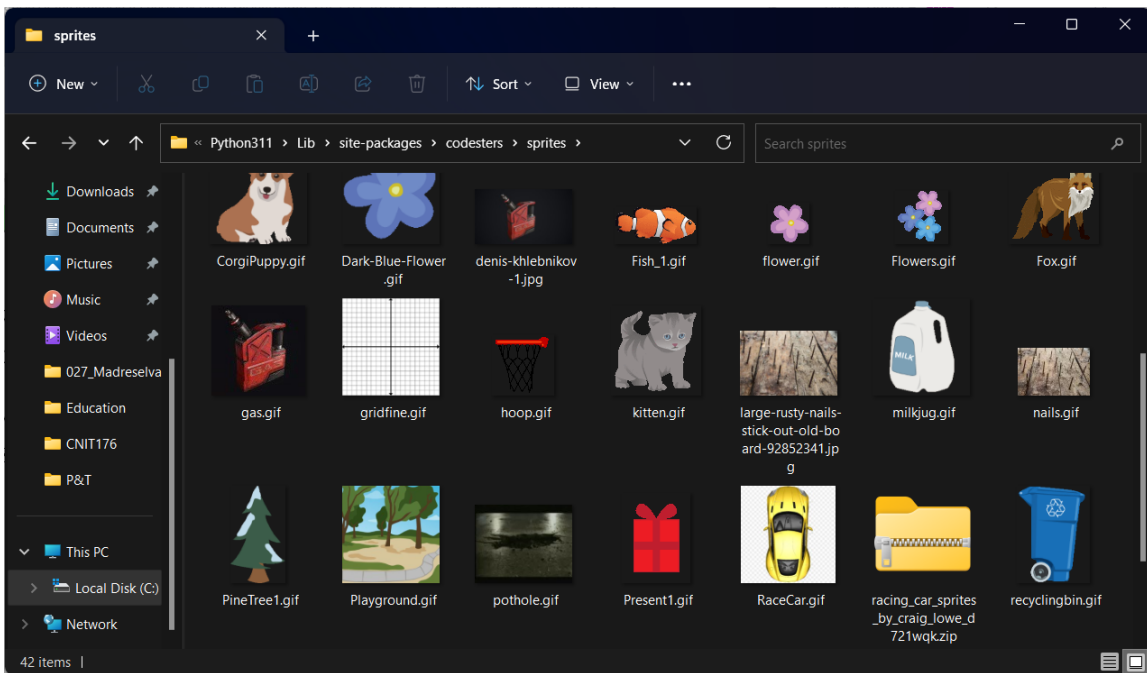 sprites
New
Sort
View
Python311 > Lib > site-packages > codesters > sprites >
Search sprites
Downloads
Documents
Pictures
Music
Videos
027_Madreselva
Education
CNIT176
P&T
This PC
Local Disk (C:)
Network
CorgiPuppy.gif
Dark-Blue-Flower
.gif
denis-khlebnikov
-1.jpg
Fish_1.gif
flower.gif
Flowers.gif
Fox.gif
gas.gif
gridfine.gif
hoop.gif
kitten.gif
large-rusty-nails-
stick-out-old-bo
ard-92852341.jp
g
MILK
milkjug.gif
nails.gif
PineTree1.gif
Playground.gif
pothole.gif
Present1.gif
RaceCar.gif
racing_car_sprites
_by_craig_lowe_d
721wqk.zip
recyclingbin.gif
42 items